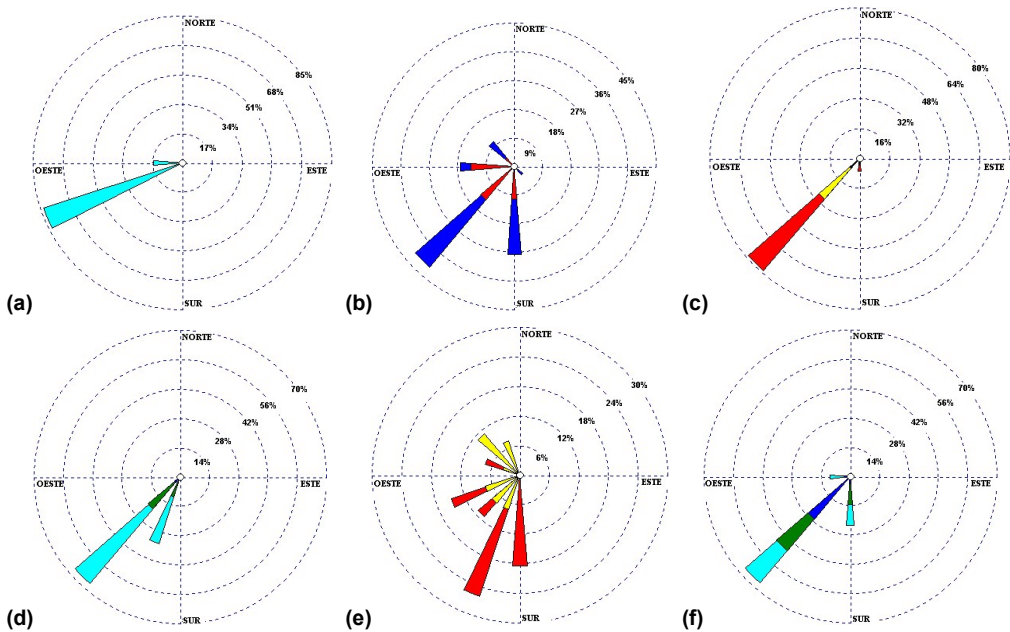 NORTE
85%
68%
51%
34%
17%
OESTE
ESTE
SUR
(a)
NORTE
45%
36%
27%
18%
9%
OESTE
ESTE
SUR
(b)
NORTE
80%
64%
48%
32%
16%
OESTE
ESTE
SUR
(c)
NORTE
70%
56%
42%
28%
14%
OESTE
ESTE
SUR
(d)
NORTE
30%
24%
18%
12%
6%
OESTE
ESTE
SUR
(e)
NORTE
70%
56%
42%
28%
14%
OESTE
ESTE
SUR
(f)